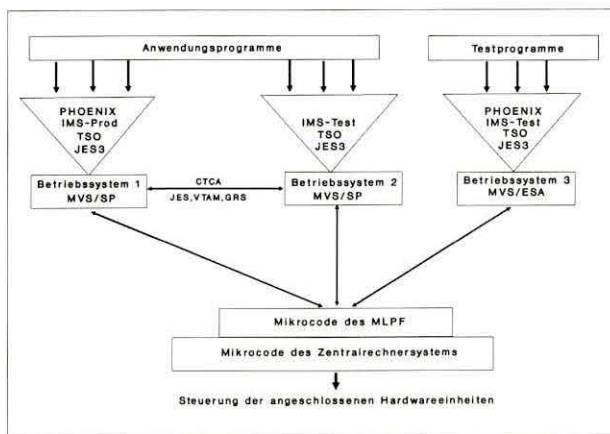 Anwendungsprogramme
Testprogramme
PHOENIX
IMS-Prod
TSO
JES3
IMS-Test
TSO
JES3
PHOENIX
IMS-Test
TSO
JES3
Betriebssystem 1
MVS/SP
CTCA
JES,VTAM,GRS
Betriebssystem 2
MVS/SP
Betriebssystem 3
MVS/ESA
Mikrocode des MLPF
Mikrocode des Zentralrechnersystems
Steuerung der angeschlossenen Hardwareeinheiten